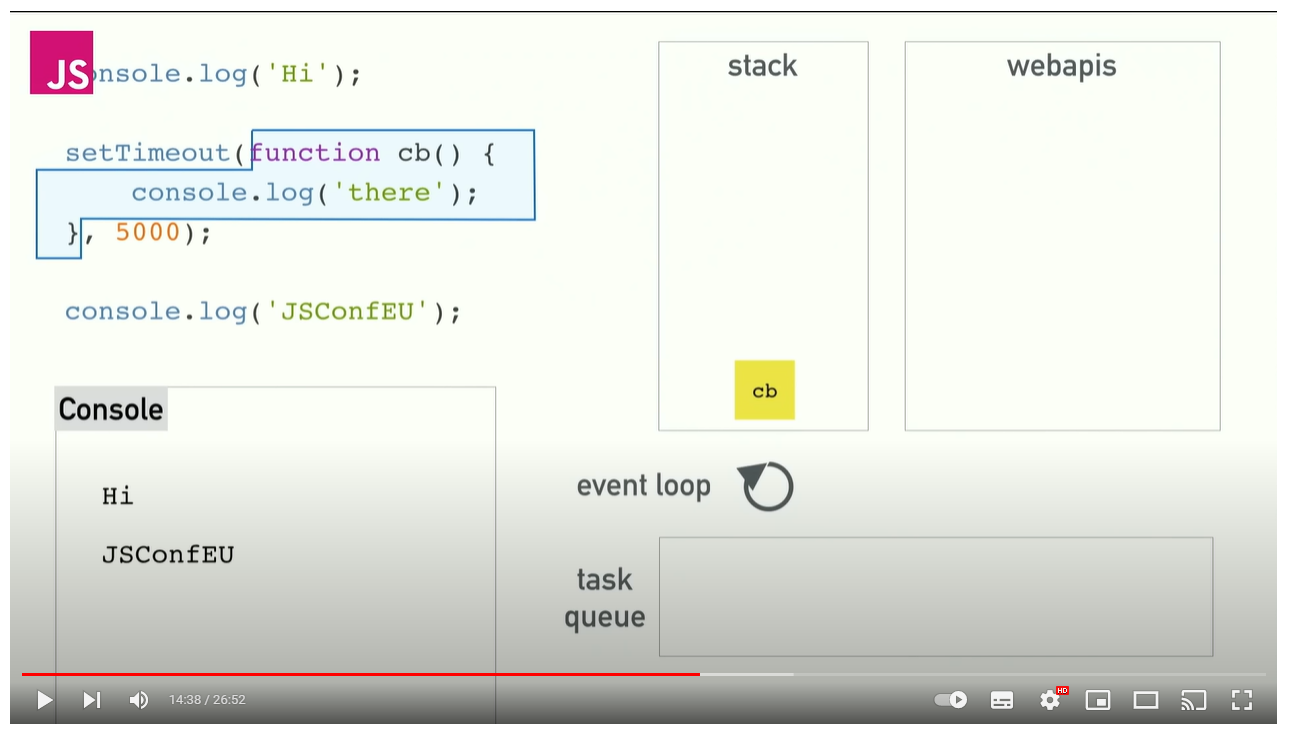 JS
onsole.log('Hi');
setTimeout(function cb() {
console.log('there');
}, 5000);
console.log('JSConfEU');
Console
Hi
JSConfEU
stack
webapis
cb
event loop
task
queue
14:38 / 26:52
HD